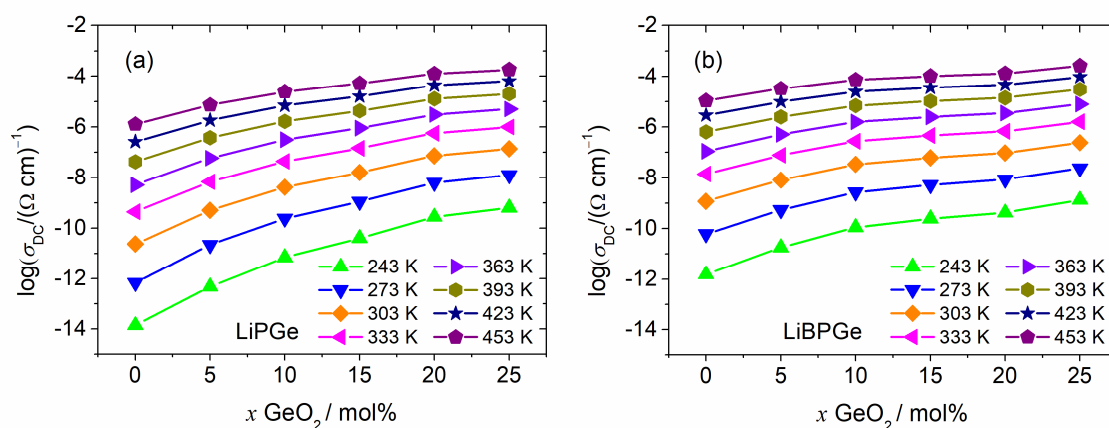 (a)
log(σDC/(Ω cm)⁻¹)
-2
-4
-6
-8
-10
-12
-14
243 K 363 K
273 K 393 K
303 K 423 K
333 K 453 K
LiPGe
0 5 10 15 20 25
x GeO₂ / mol%
(b)
log(σDC/(Ω cm)⁻¹)
-2
-4
-6
-8
-10
-12
-14
243 K 363 K
273 K 393 K
303 K 423 K
333 K 453 K
LiBPGe
0 5 10 15 20 25
x GeO₂ / mol%